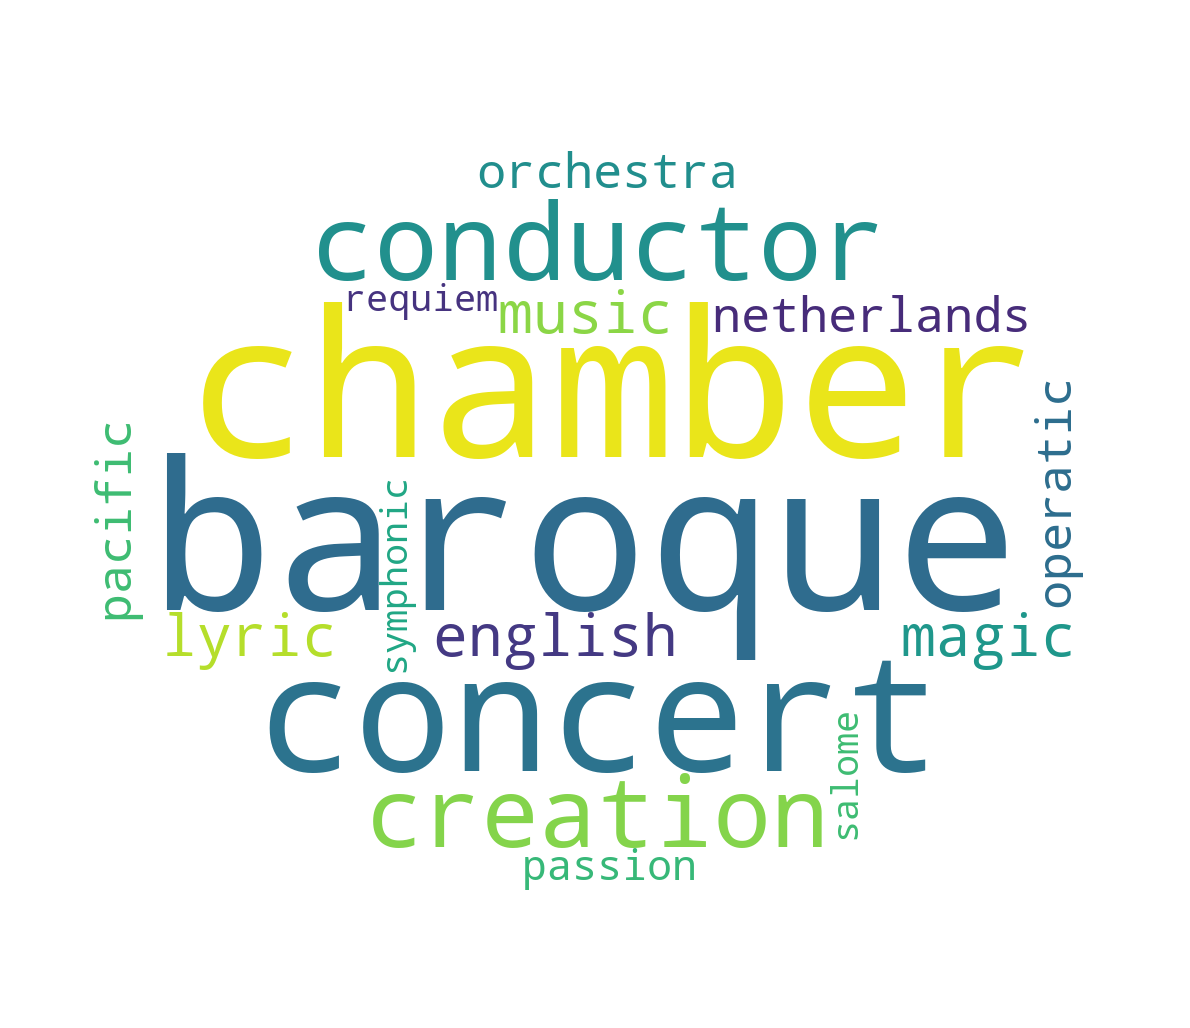 orchestra
conductor
requiem
music
netherlands
chamber
operatic
pacific
baroque
symphonic
lyric
english
magic
concert
salome
creation
passion